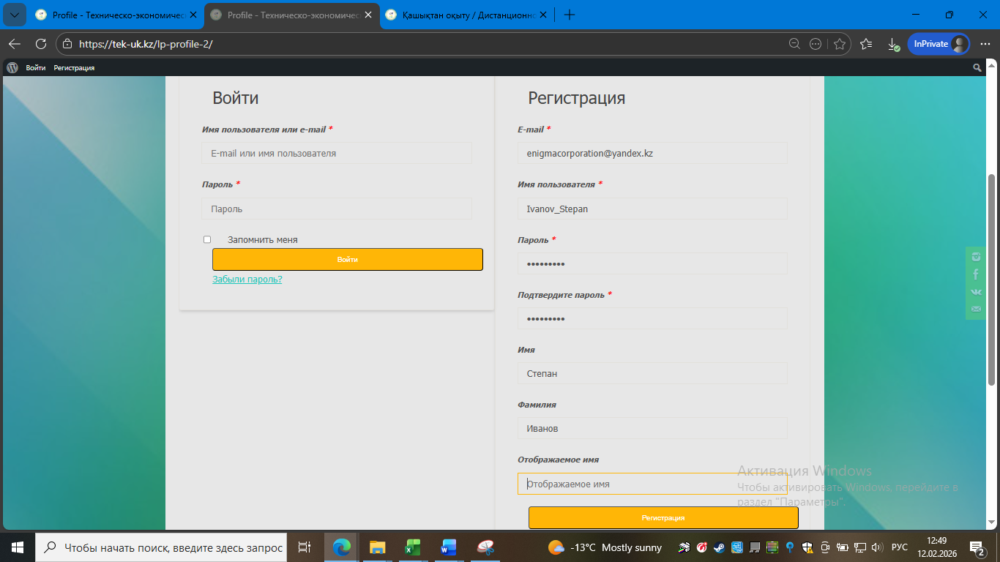 Profile - Техническо-экономичес
Profile - Техническо-экономичес
Қашықтан оқыту / Дистанционно
https://tek-uk.kz/lp-profile-2/
InPrivate
Войти Регистрация
Войти
Имя пользователя или e-mail *
E-mail или имя пользователя
Пароль *
Пароль
Запомнить меня
Войти
Забыли пароль?
Регистрация
E-mail *
enigmacorporation@yandex.kz
Имя пользователя *
Ivanov_Stepan
Пароль *
•••••••••
Подтвердите пароль *
•••••••••
Имя
Степан
Фамилия
Иванов
Отображаемое имя
Отображаемое имя
Регистрация
Активация Windows
Чтобы активировать Windows, перейдите в
раздел "Параметры".
Чтобы начать поиск, введите здесь запрос
-13°C Mostly sunny
РУС
12:49
12.02.2026
2